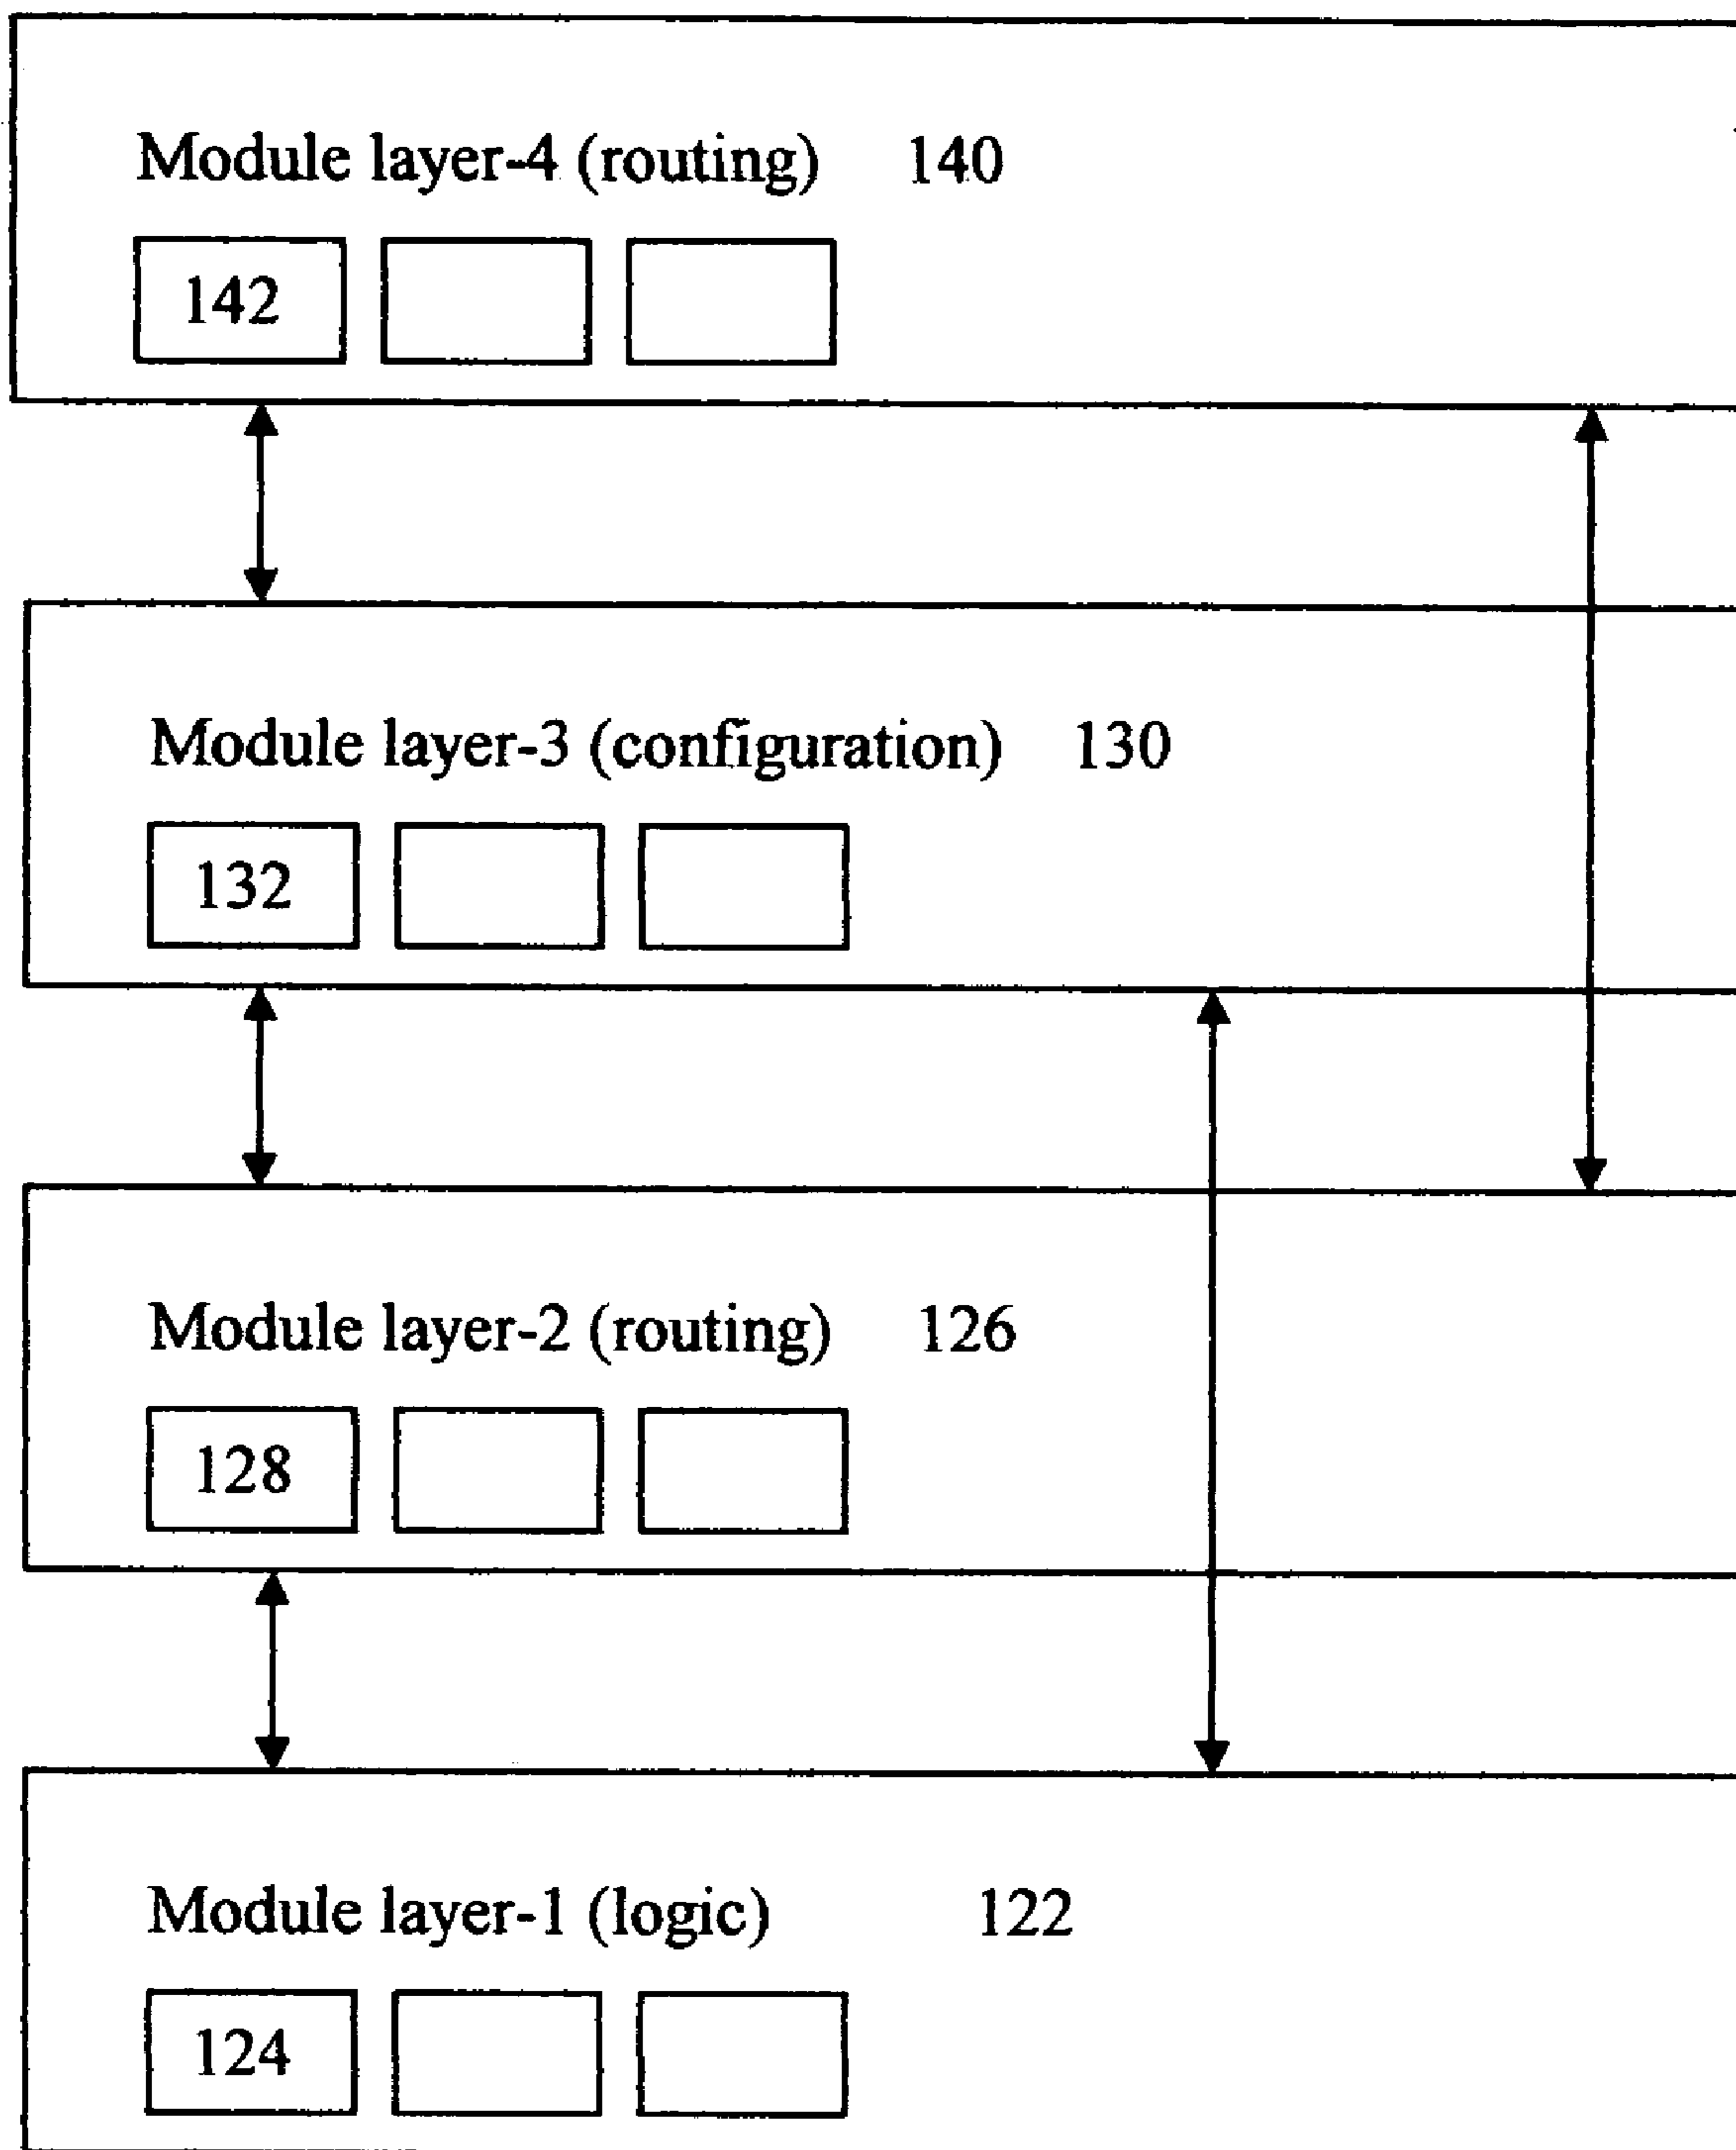 Module layer-4 (routing) 140
142
Module layer-3 (configuration) 130
132
Module layer-2 (routing) 126
128
Module layer-1 (logic) 122
124